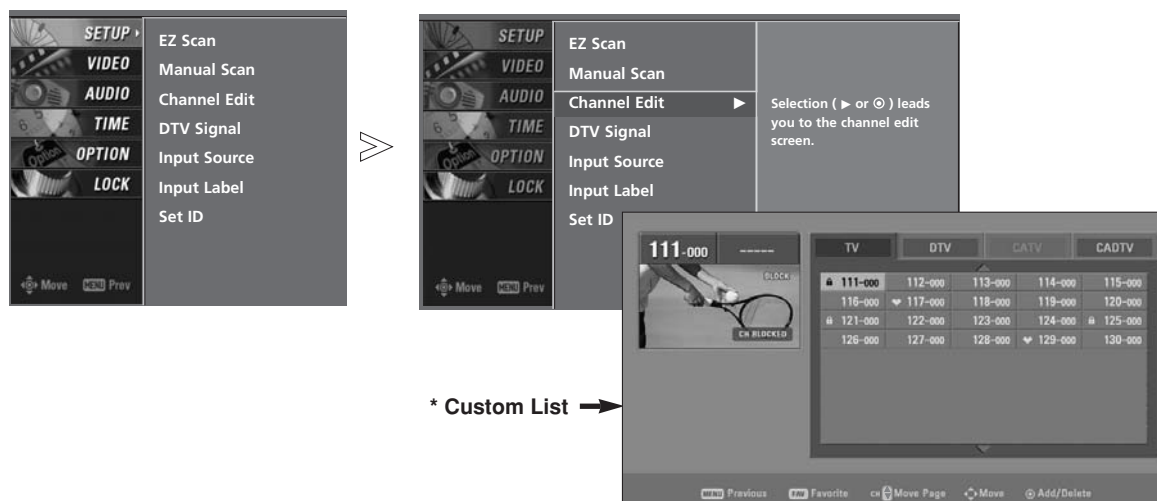 SETUP
VIDEO
AUDIO
TIME
OPTION
LOCK
Move MENU Prev
EZ Scan
Manual Scan
Channel Edit
DTV Signal
Input Source
Input Label
Set ID
SETUP
VIDEO
AUDIO
TIME
OPTION
LOCK
Move MENU Prev
EZ Scan
Manual Scan
Channel Edit ►
DTV Signal
Input Source
Input Label
Set ID
Selection ( ► or ⊙ ) leads
you to the channel edit
screen.
* Custom List
111-000 -----
BLOCK
CH BLOCKED
TV DTV CATV CADTV
111-000 112-000 113-000 114-000 115-000
116-000 117-000 118-000 119-000 120-000
121-000 122-000 123-000 124-000 125-000
126-000 127-000 128-000 129-000 130-000
MENU Previous FAV Favorite CH Move Page Move Add/Delete